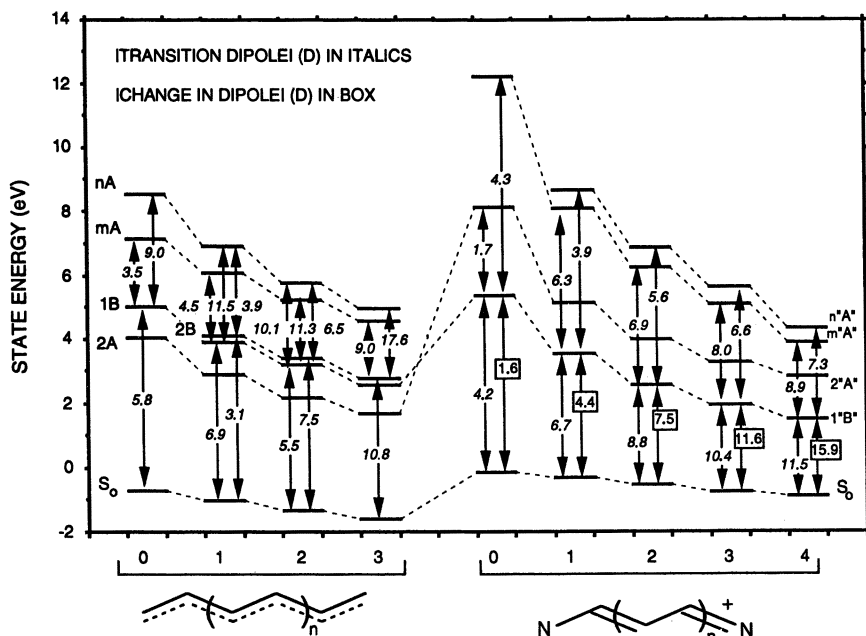 14
12
10
8
6
4
2
0
-2
STATE ENERGY (eV)
ITRANSITION DIPOLEI (D) IN ITALICS
ICHANGE IN DIPOLEI (D) IN BOX
nA
mA
1B
2A
S₀
2B
3.5
9.0
5.8
4.5
11.5
3.9
6.9
3.1
10.1
11.3
6.5
5.5
7.5
9.0
17.6
10.8
1.7
4.3
4.2
1.6
6.3
3.9
6.7
4.4
6.9
5.6
8.8
7.5
8.0
6.6
10.4
11.6
8.9
7.3
11.5
15.9
n"A"
m"A"
2"A"
1"B"
S₀
0 1 2 3
0 1 2 3 4
( )n
N ( )n + N